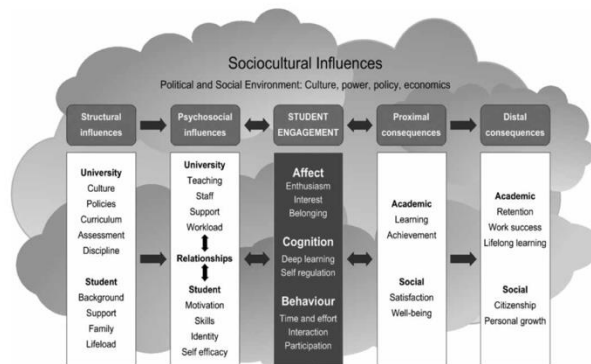 Sociocultural Influences
Political and Social Environment: Culture, power, policy, economics
Structural
influences
Psychosocial
influences
STUDENT
ENGAGEMENT
Proximal
consequences
Distal
consequences
University
Culture
Policies
Curriculum
Assessment
Discipline
Student
Background
Support
Family
Lifeload
University
Teaching
Staff
Support
Workload
Relationships
Student
Motivation
Skills
Identity
Self efficacy
Affect
Enthusiasm
Interest
Belonging
Cognition
Deep learning
Self regulation
Behaviour
Time and effort
Interaction
Participation
Academic
Learning
Achievement
Social
Satisfaction
Well-being
Academic
Retention
Work success
Lifelong learning
Social
Citizenship
Personal growth